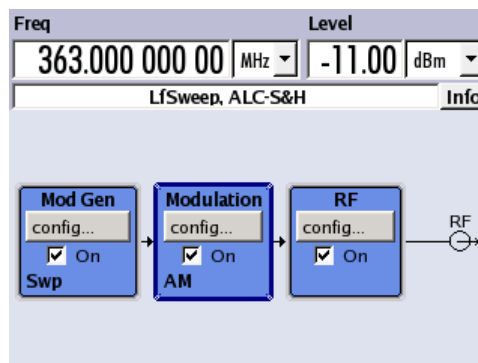 Freq Level
363.000 000 00 MHz -11.00 dBm
LfSweep, ALC-S&H Info
Mod Gen Modulation RF
config... config... config... RF
On On On
Swp AM